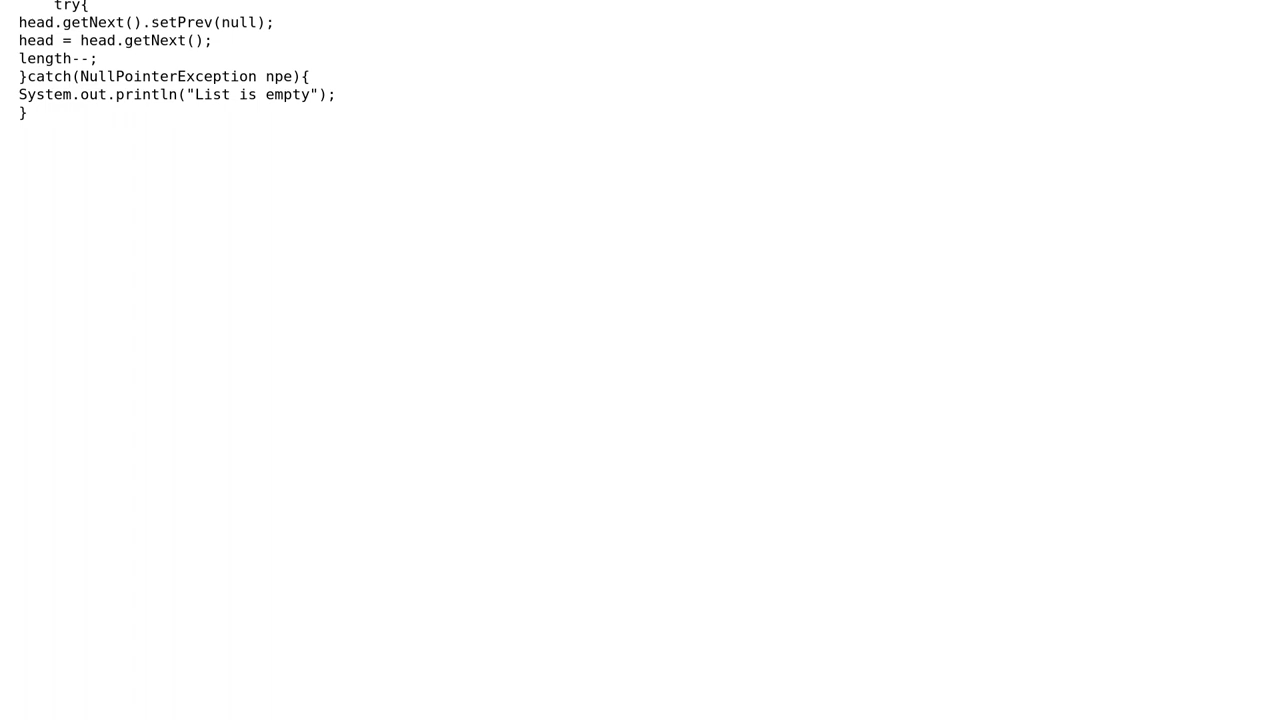 try{
head.getNext().setPrev(null);
head = head.getNext();
length--;
}catch(NullPointerException npe){
System.out.println("List is empty");
}